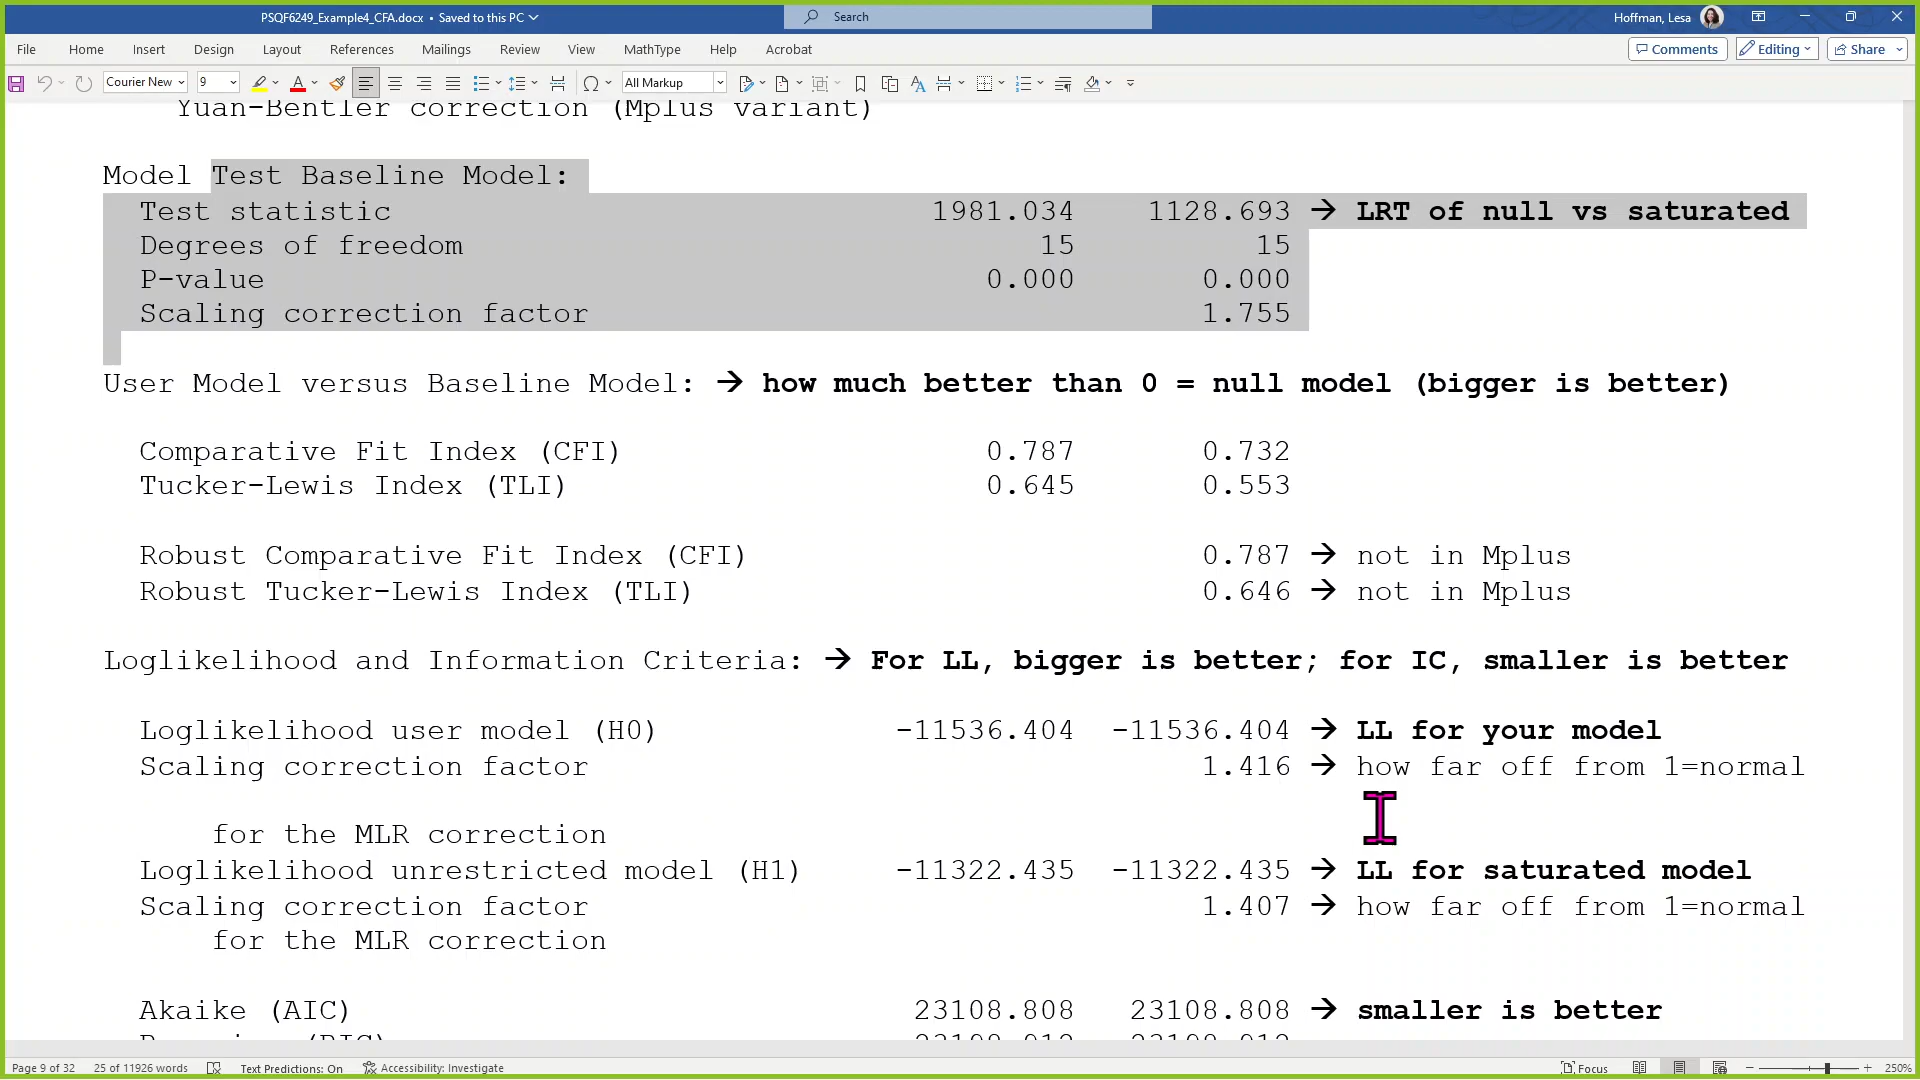 PSQF6249_Example4_CFA.docx • Saved to this PC
Search
Hoffman, Lesa
File Home Insert Design Layout References Mailings Review View MathType Help Acrobat
Comments Editing Share
Courier New 9 All Markup
Yuan-Bentler correction (Mplus variant)
Model Test Baseline Model:
Test statistic 1981.034 1128.693 → LRT of null vs saturated
Degrees of freedom 15 15
P-value 0.000 0.000
Scaling correction factor 1.755
User Model versus Baseline Model: → how much better than 0 = null model (bigger is better)
Comparative Fit Index (CFI) 0.787 0.732
Tucker-Lewis Index (TLI) 0.645 0.553
Robust Comparative Fit Index (CFI) 0.787 → not in Mplus
Robust Tucker-Lewis Index (TLI) 0.646 → not in Mplus
Loglikelihood and Information Criteria: → For LL, bigger is better; for IC, smaller is better
Loglikelihood user model (H0) -11536.404 -11536.404 → LL for your model
Scaling correction factor 1.416 → how far off from 1=normal
for the MLR correction
Loglikelihood unrestricted model (H1) -11322.435 -11322.435 → LL for saturated model
Scaling correction factor 1.407 → how far off from 1=normal
for the MLR correction
Akaike (AIC) 23108.808 23108.808 → smaller is better
Page 9 of 32 25 of 11926 words Text Predictions: On Accessibility: Investigate Focus 250%